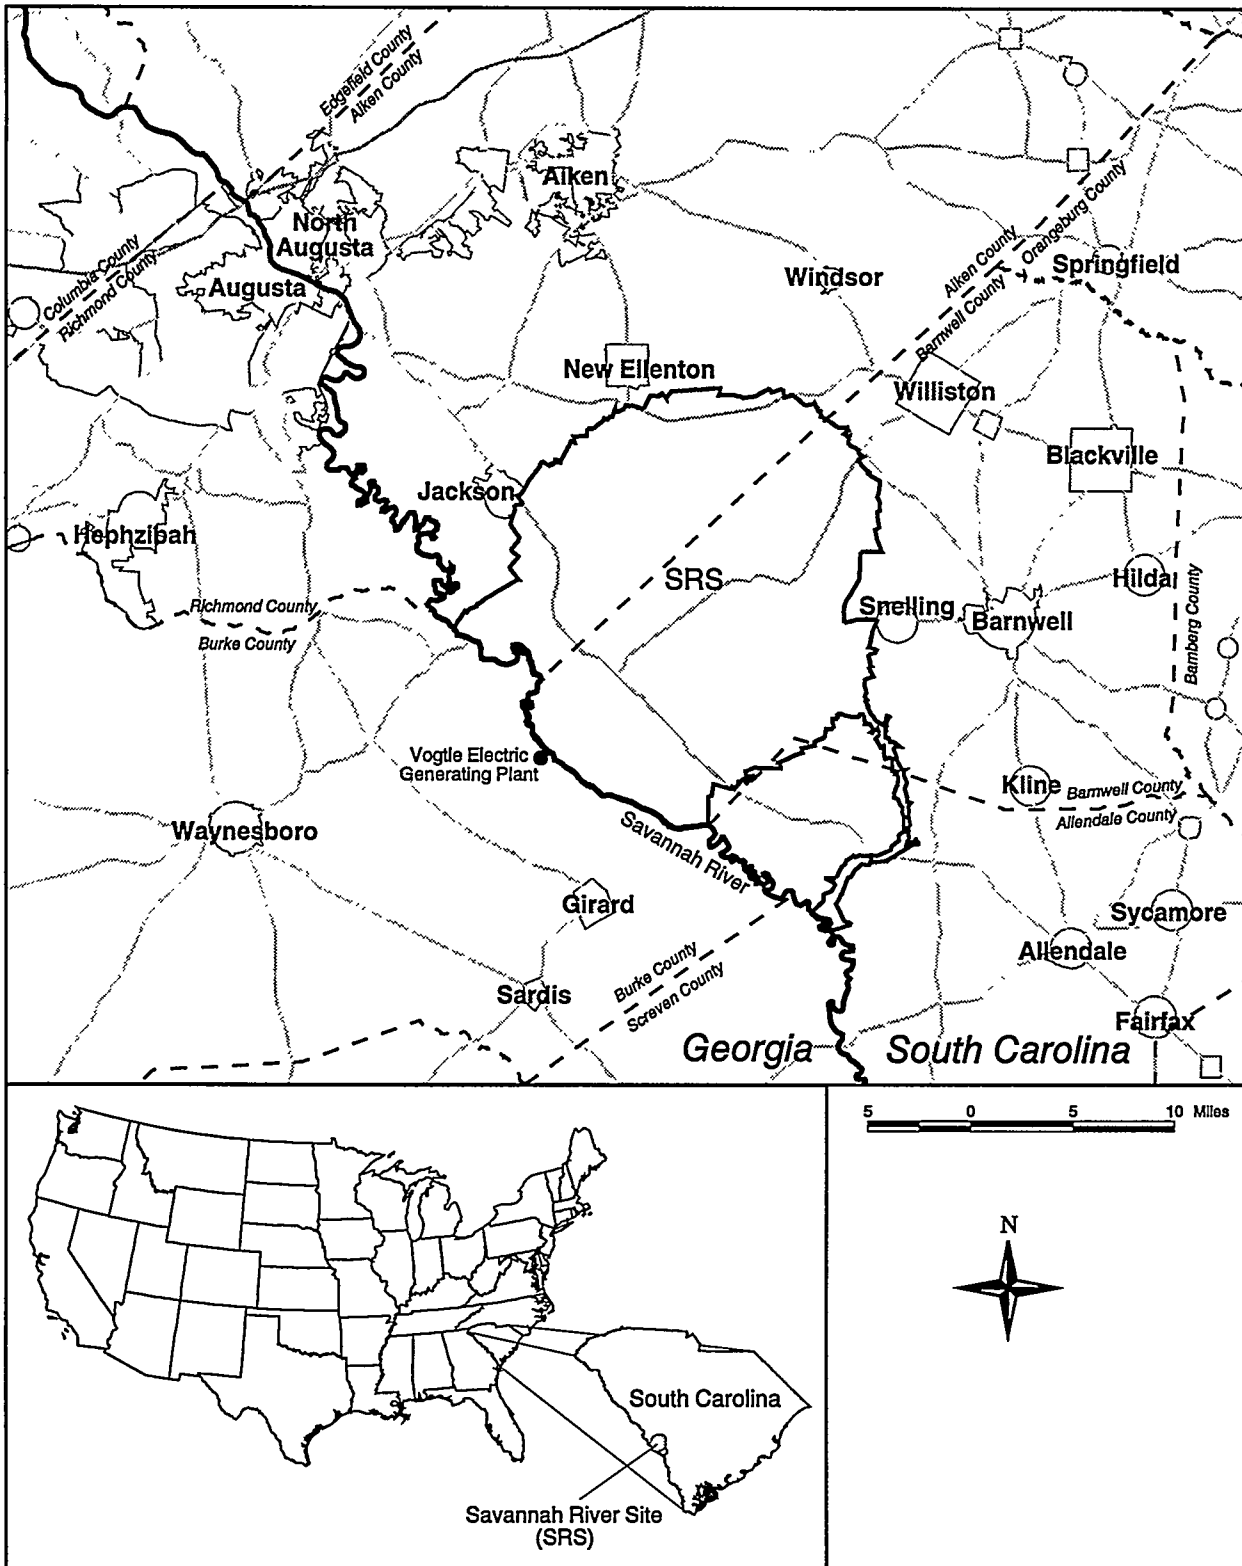 Edgefield County
Aiken County
Aiken
North
Augusta
Columbia County
Richmond County
Augusta
Windsor
Aiken County
Orangeburg County
Barnwell County
Springfield
New Ellenton
Williston
Blackville
Jackson
Hephzibah
SRS
Hilda
Snelling
Barnwell
Bamberg County
Richmond County
Burke County
Vogtle Electric
Generating Plant
Kline
Barnwell County
Allendale County
Waynesboro
Savannah River
Girard
Sycamore
Allendale
Burke County
Screven County
Sardis
Fairfax
Georgia
South Carolina
5 0 5 10 Miles
N
South Carolina
Savannah River Site
(SRS)